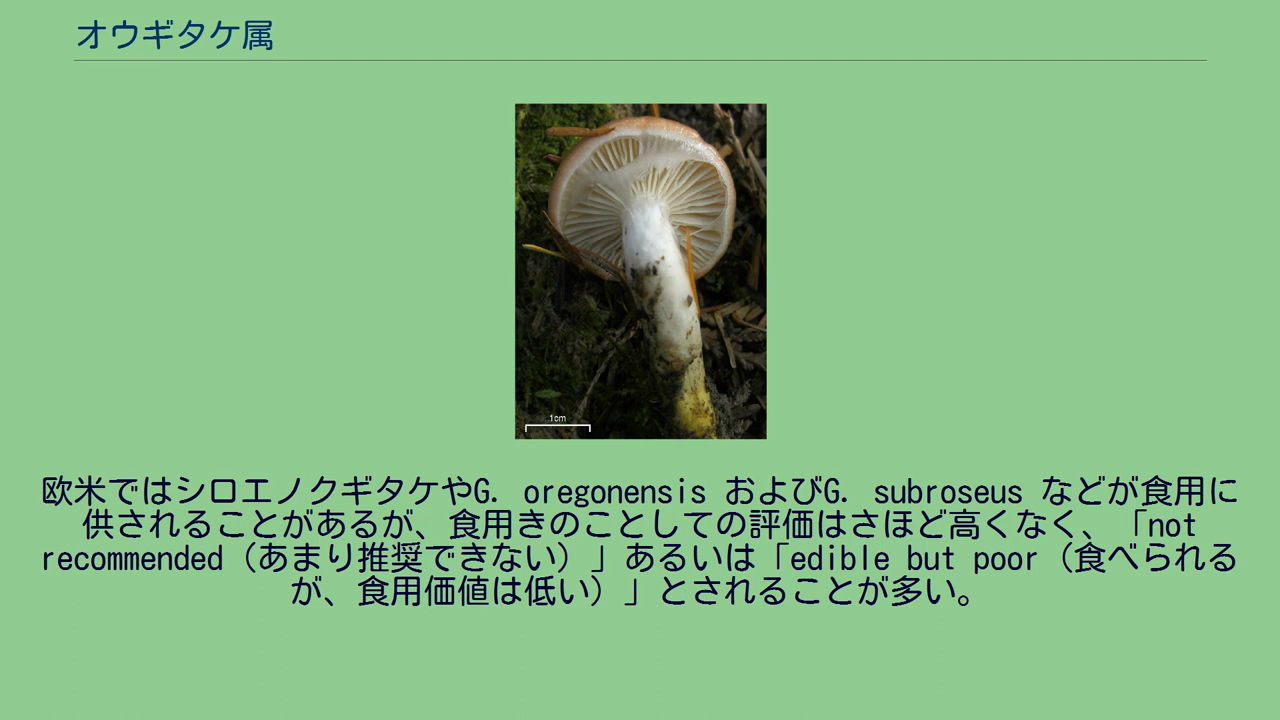 オウギタケ属
1cm
欧米ではシロエノクギタケやG. oregonensis およびG. subroseus などが食用に
供されることがあるが、食用きのことしての評価はさほど高くなく、「not
recommended（あまり推奨できない）」あるいは「edible but poor（食べられる
が、食用価値は低い）」とされることが多い。